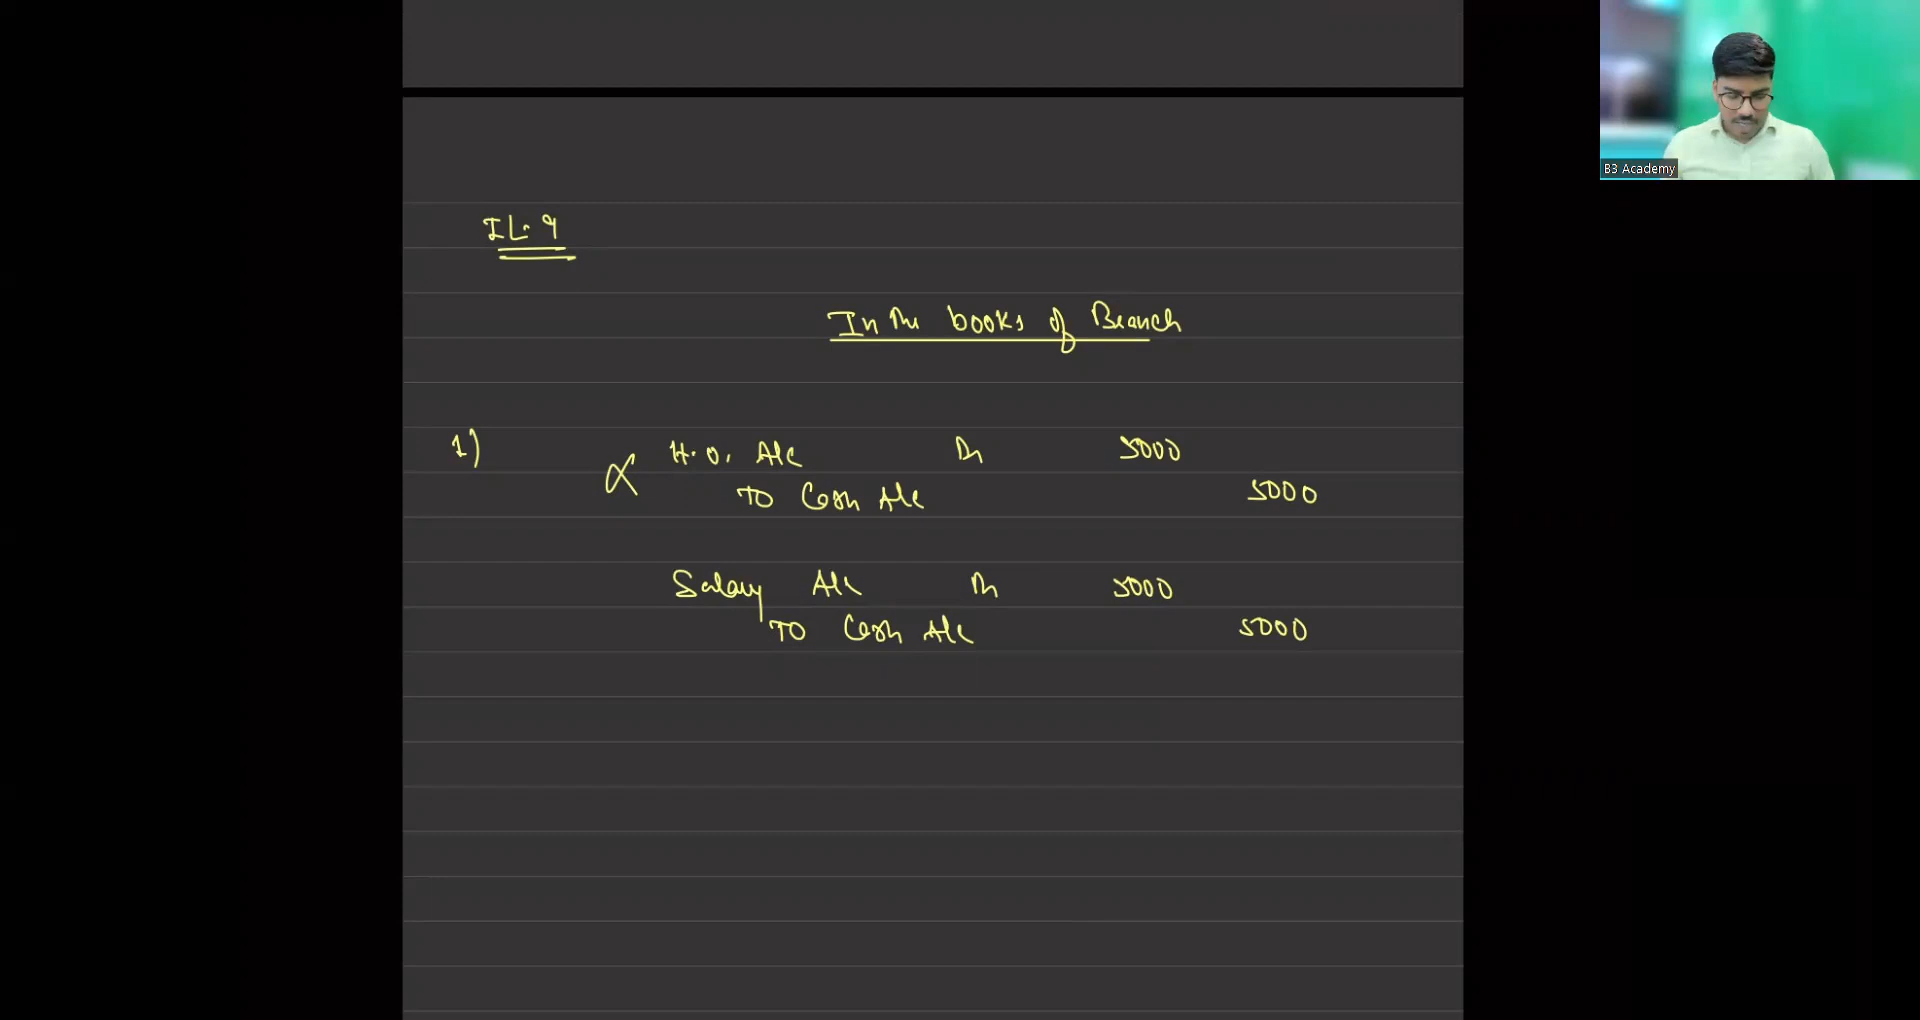 B3 Academy
IL. 9
In the books of Branch
1) H.O. A/c Dr 5000
To Cash A/c 5000
Salary A/c Dr 5000
To Cash A/c 5000